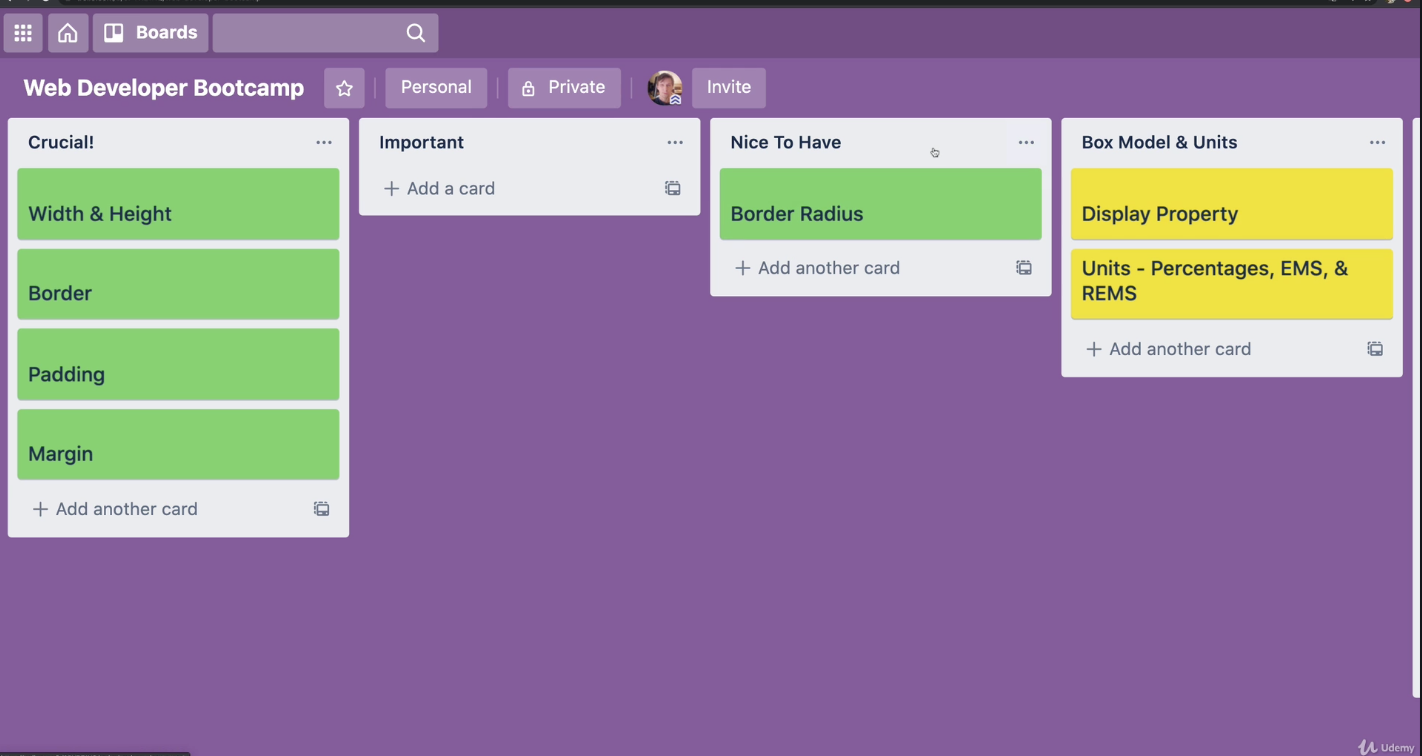 Boards
Web Developer Bootcamp
Personal
Private
Invite
Crucial!
Width & Height
Border
Padding
Margin
+ Add another card
Important
+ Add a card
Nice To Have
Border Radius
+ Add another card
Box Model & Units
Display Property
Units - Percentages, EMS, &
REMS
+ Add another card
Udemy